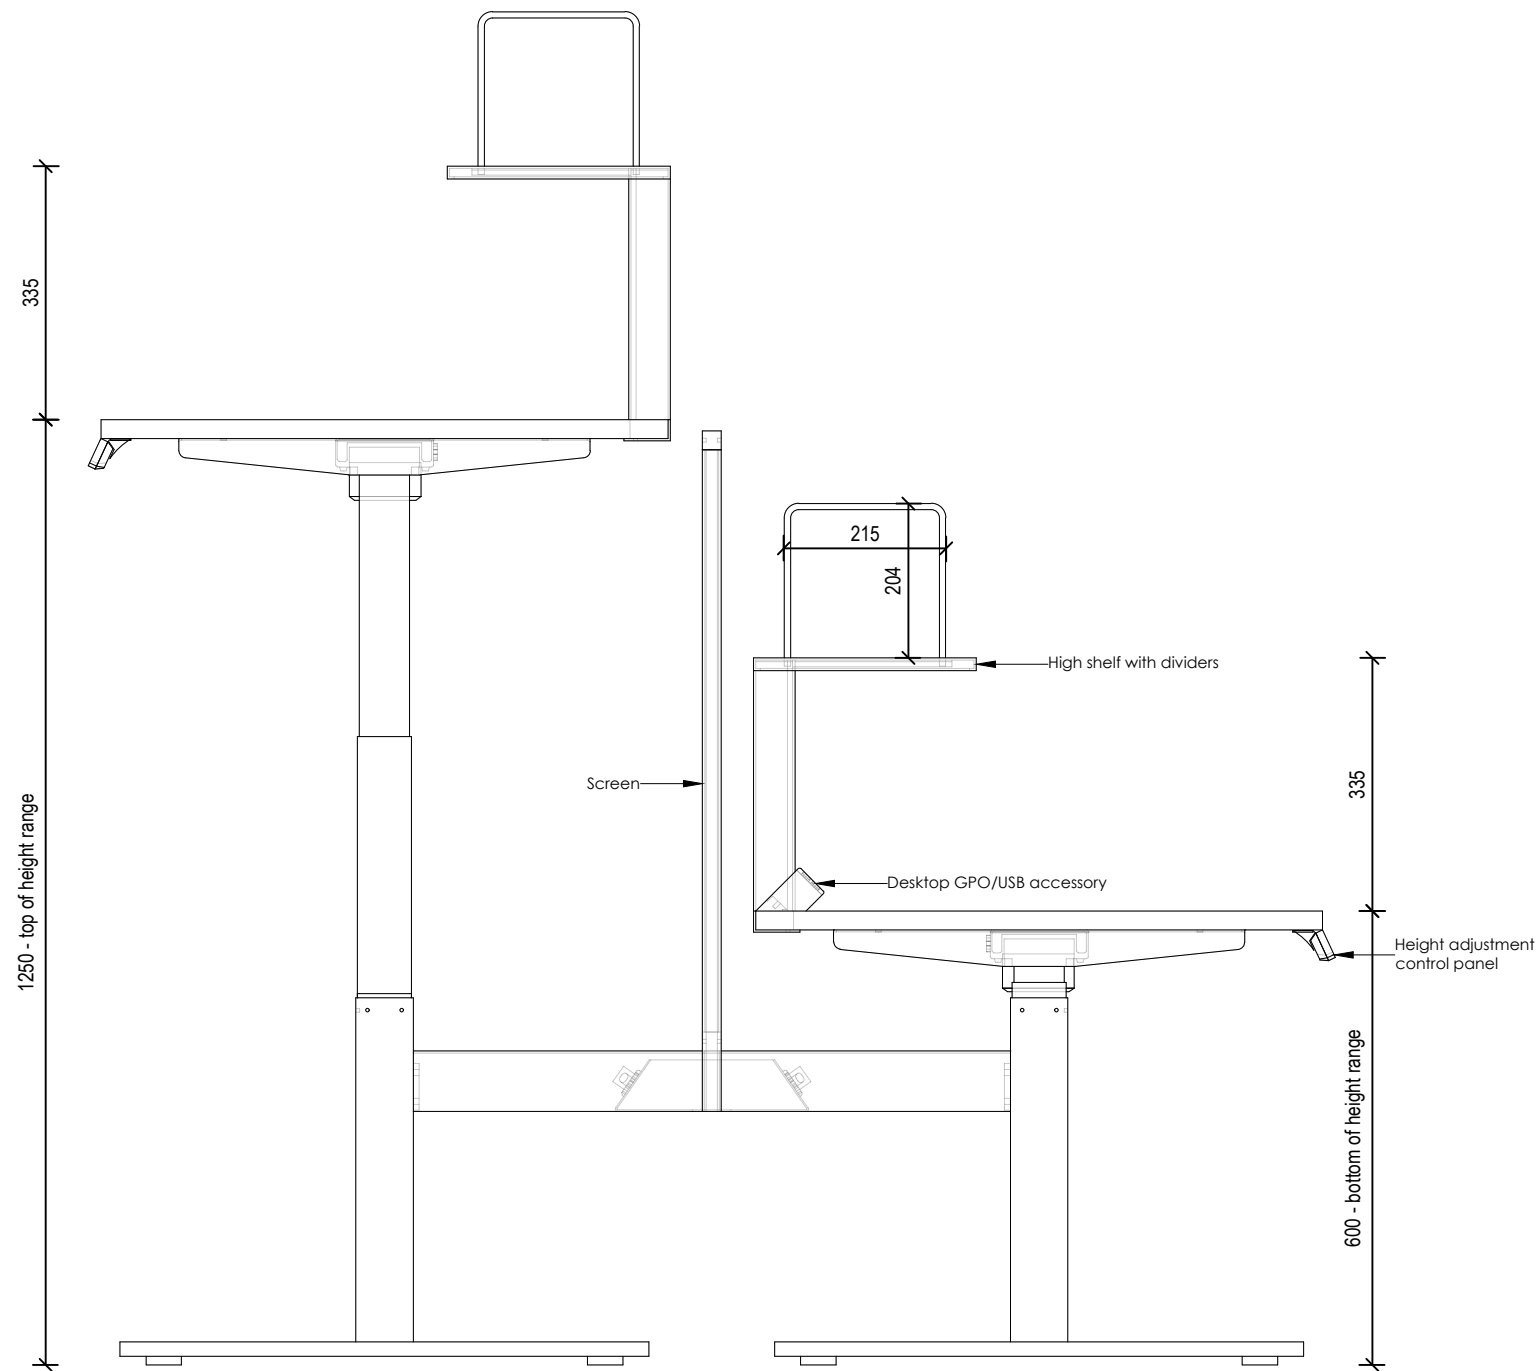 335
215
204
High shelf with dividers
335
Screen
1250 - top of height range
Desktop GPO/USB accessory
Height adjustment
control panel
600 - bottom of height range